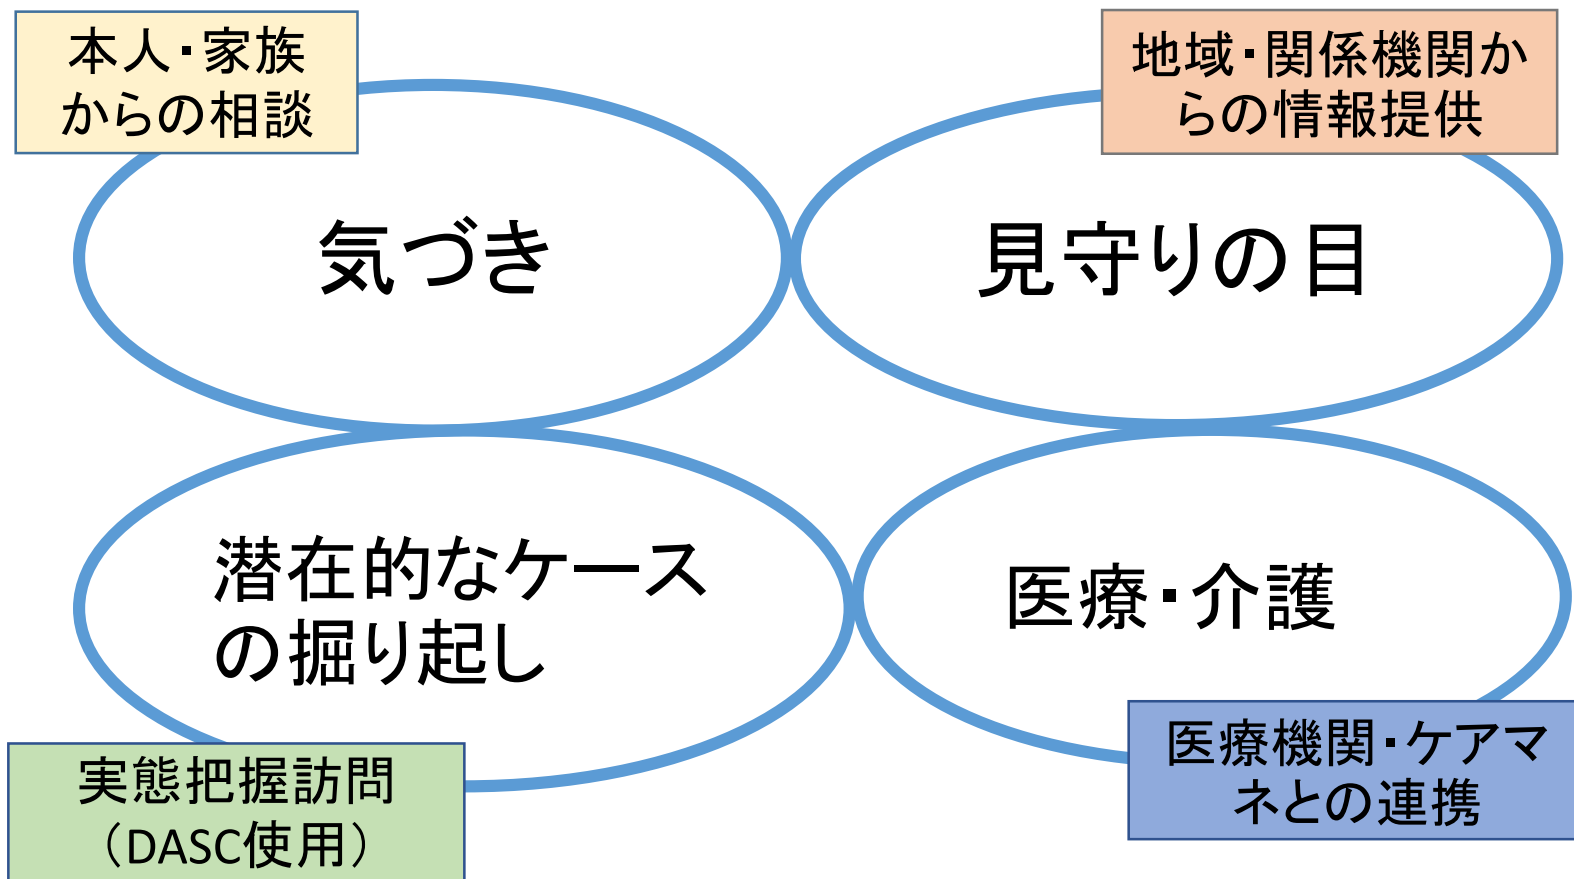 本人・家族
からの相談
地域・関係機関か
らの情報提供
気づき
見守りの目
潜在的なケース
の掘り起し
医療・介護
実態把握訪問
（DASC使用）
医療機関・ケアマ
ネとの連携